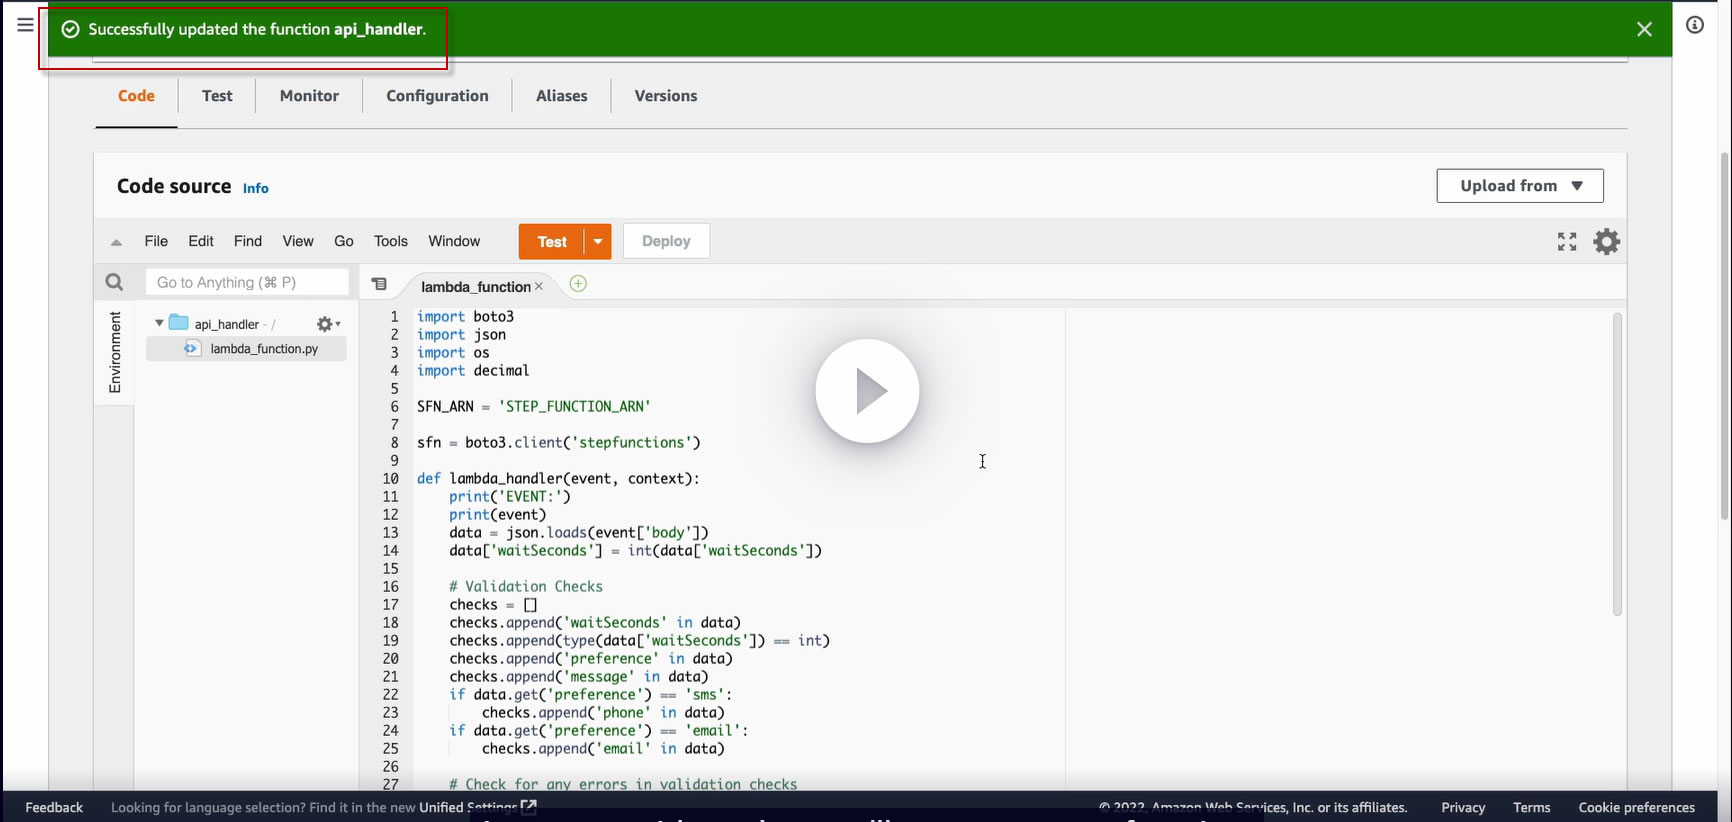 Successfully updated the function api_handler.
Code Test Monitor Configuration Aliases Versions
Code source Info
Upload from
File Edit Find View Go Tools Window Test Deploy
Go to Anything (⌘ P)
lambda_function
Environment
api_handler - /
lambda_function.py
1 import boto3
2 import json
3 import os
4 import decimal
5
6 SFN_ARN = 'STEP_FUNCTION_ARN'
7
8 sfn = boto3.client('stepfunctions')
9
10 def lambda_handler(event, context):
11     print('EVENT:')
12     print(event)
13     data = json.loads(event['body'])
14     data['waitSeconds'] = int(data['waitSeconds'])
15
16     # Validation Checks
17     checks = []
18     checks.append('waitSeconds' in data)
19     checks.append(type(data['waitSeconds']) == int)
20     checks.append('preference' in data)
21     checks.append('message' in data)
22     if data.get('preference') == 'sms':
23         checks.append('phone' in data)
24     if data.get('preference') == 'email':
25         checks.append('email' in data)
26
27     # Check for any errors in validation checks
Feedback Looking for language selection? Find it in the new Unified Settings © 2022, Amazon Web Services, Inc. or its affiliates. Privacy Terms Cookie preferences